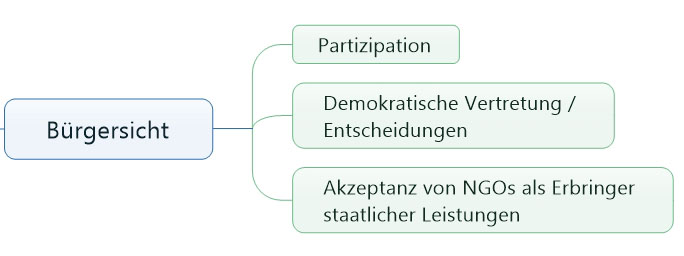 Partizipation
Bürgersicht
Demokratische Vertretung /
Entscheidungen
Akzeptanz von NGOs als Erbringer
staatlicher Leistungen